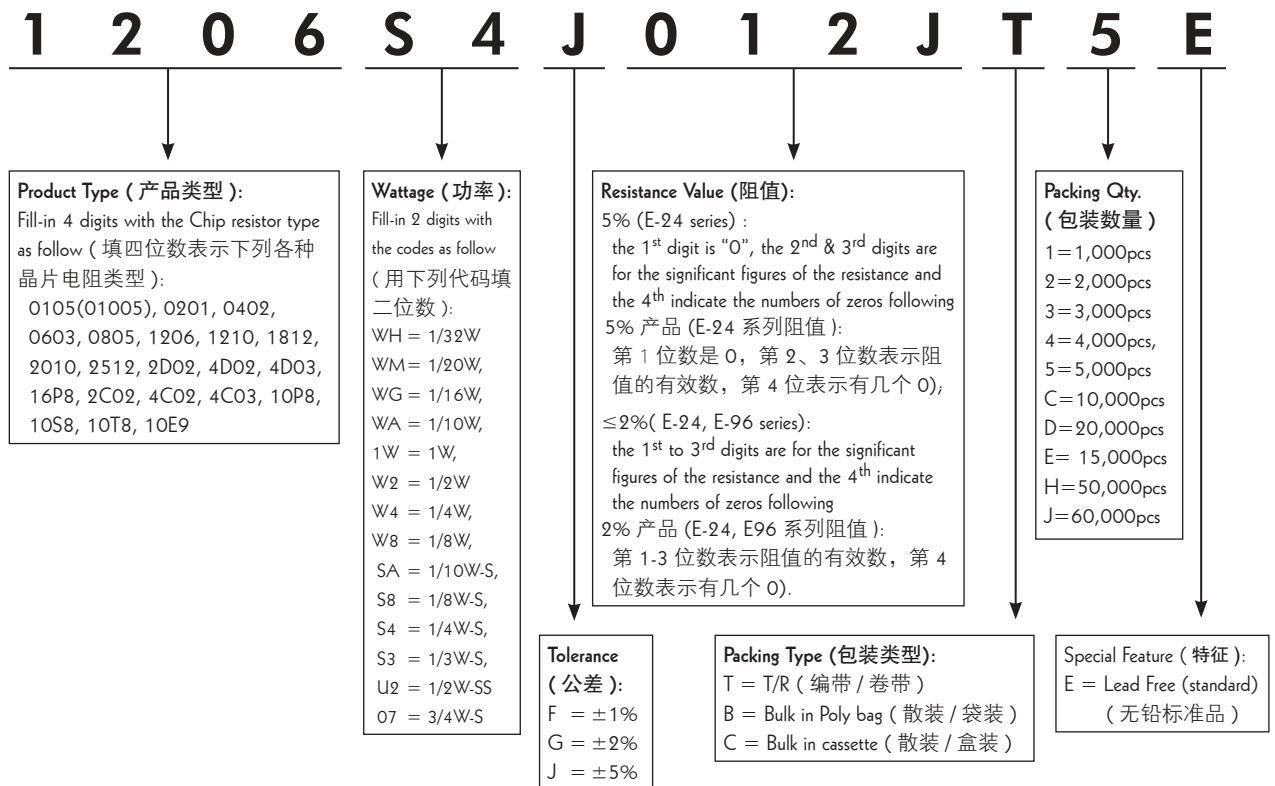 1 2 0 6 S 4 J 0 1 2 J T 5 E
Product Type ( 产品类型 ):
Fill-in 4 digits with the Chip resistor type
as follow ( 填四位数表示下列各种
晶片电阻类型 ):
0105(01005), 0201, 0402,
0603, 0805, 1206, 1210, 1812,
2010, 2512, 2D02, 4D02, 4D03,
16P8, 2C02, 4C02, 4C03, 10P8,
10S8, 10T8, 10E9
Wattage ( 功率 ):
Fill-in 2 digits with
the codes as follow
( 用下列代码填
二位数 ):
WH = 1/32W
WM= 1/20W,
WG = 1/16W,
WA = 1/10W,
1W = 1W,
W2 = 1/2W
W4 = 1/4W,
W8 = 1/8W,
SA = 1/10W-S,
S8 = 1/8W-S,
S4 = 1/4W-S,
S3 = 1/3W-S,
U2 = 1/2W-SS
07 = 3/4W-S
Tolerance
( 公差 ):
F = ±1%
G = ±2%
J = ±5%
Resistance Value (阻值):
5% (E-24 series) :
the 1st digit is “0”, the 2nd & 3rd digits are
for the significant figures of the resistance and
the 4th indicate the numbers of zeros following
5% 产品 (E-24 系列阻值 ):
第 1 位数是 0，第 2、3 位数表示阻
值的有效数，第 4 位表示有几个 0);
≤2%( E-24, E-96 series):
the 1st to 3rd digits are for the significant
figures of the resistance and the 4th indicate
the numbers of zeros following
2% 产品 (E-24, E96 系列阻值 ):
第 1-3 位数表示阻值的有效数，第 4
位数表示有几个 0).
Packing Type (包装类型):
T = T/R ( 编带 / 卷带 )
B = Bulk in Poly bag ( 散装 / 袋装 )
C = Bulk in cassette ( 散装 / 盒装 )
Packing Qty.
( 包装数量 )
1=1,000pcs
2=2,000pcs
3=3,000pcs
4=4,000pcs,
5=5,000pcs
C=10,000pcs
D=20,000pcs
E= 15,000pcs
H=50,000pcs
J=60,000pcs
Special Feature ( 特征 ):
E = Lead Free (standard)
( 无铅标准品 )